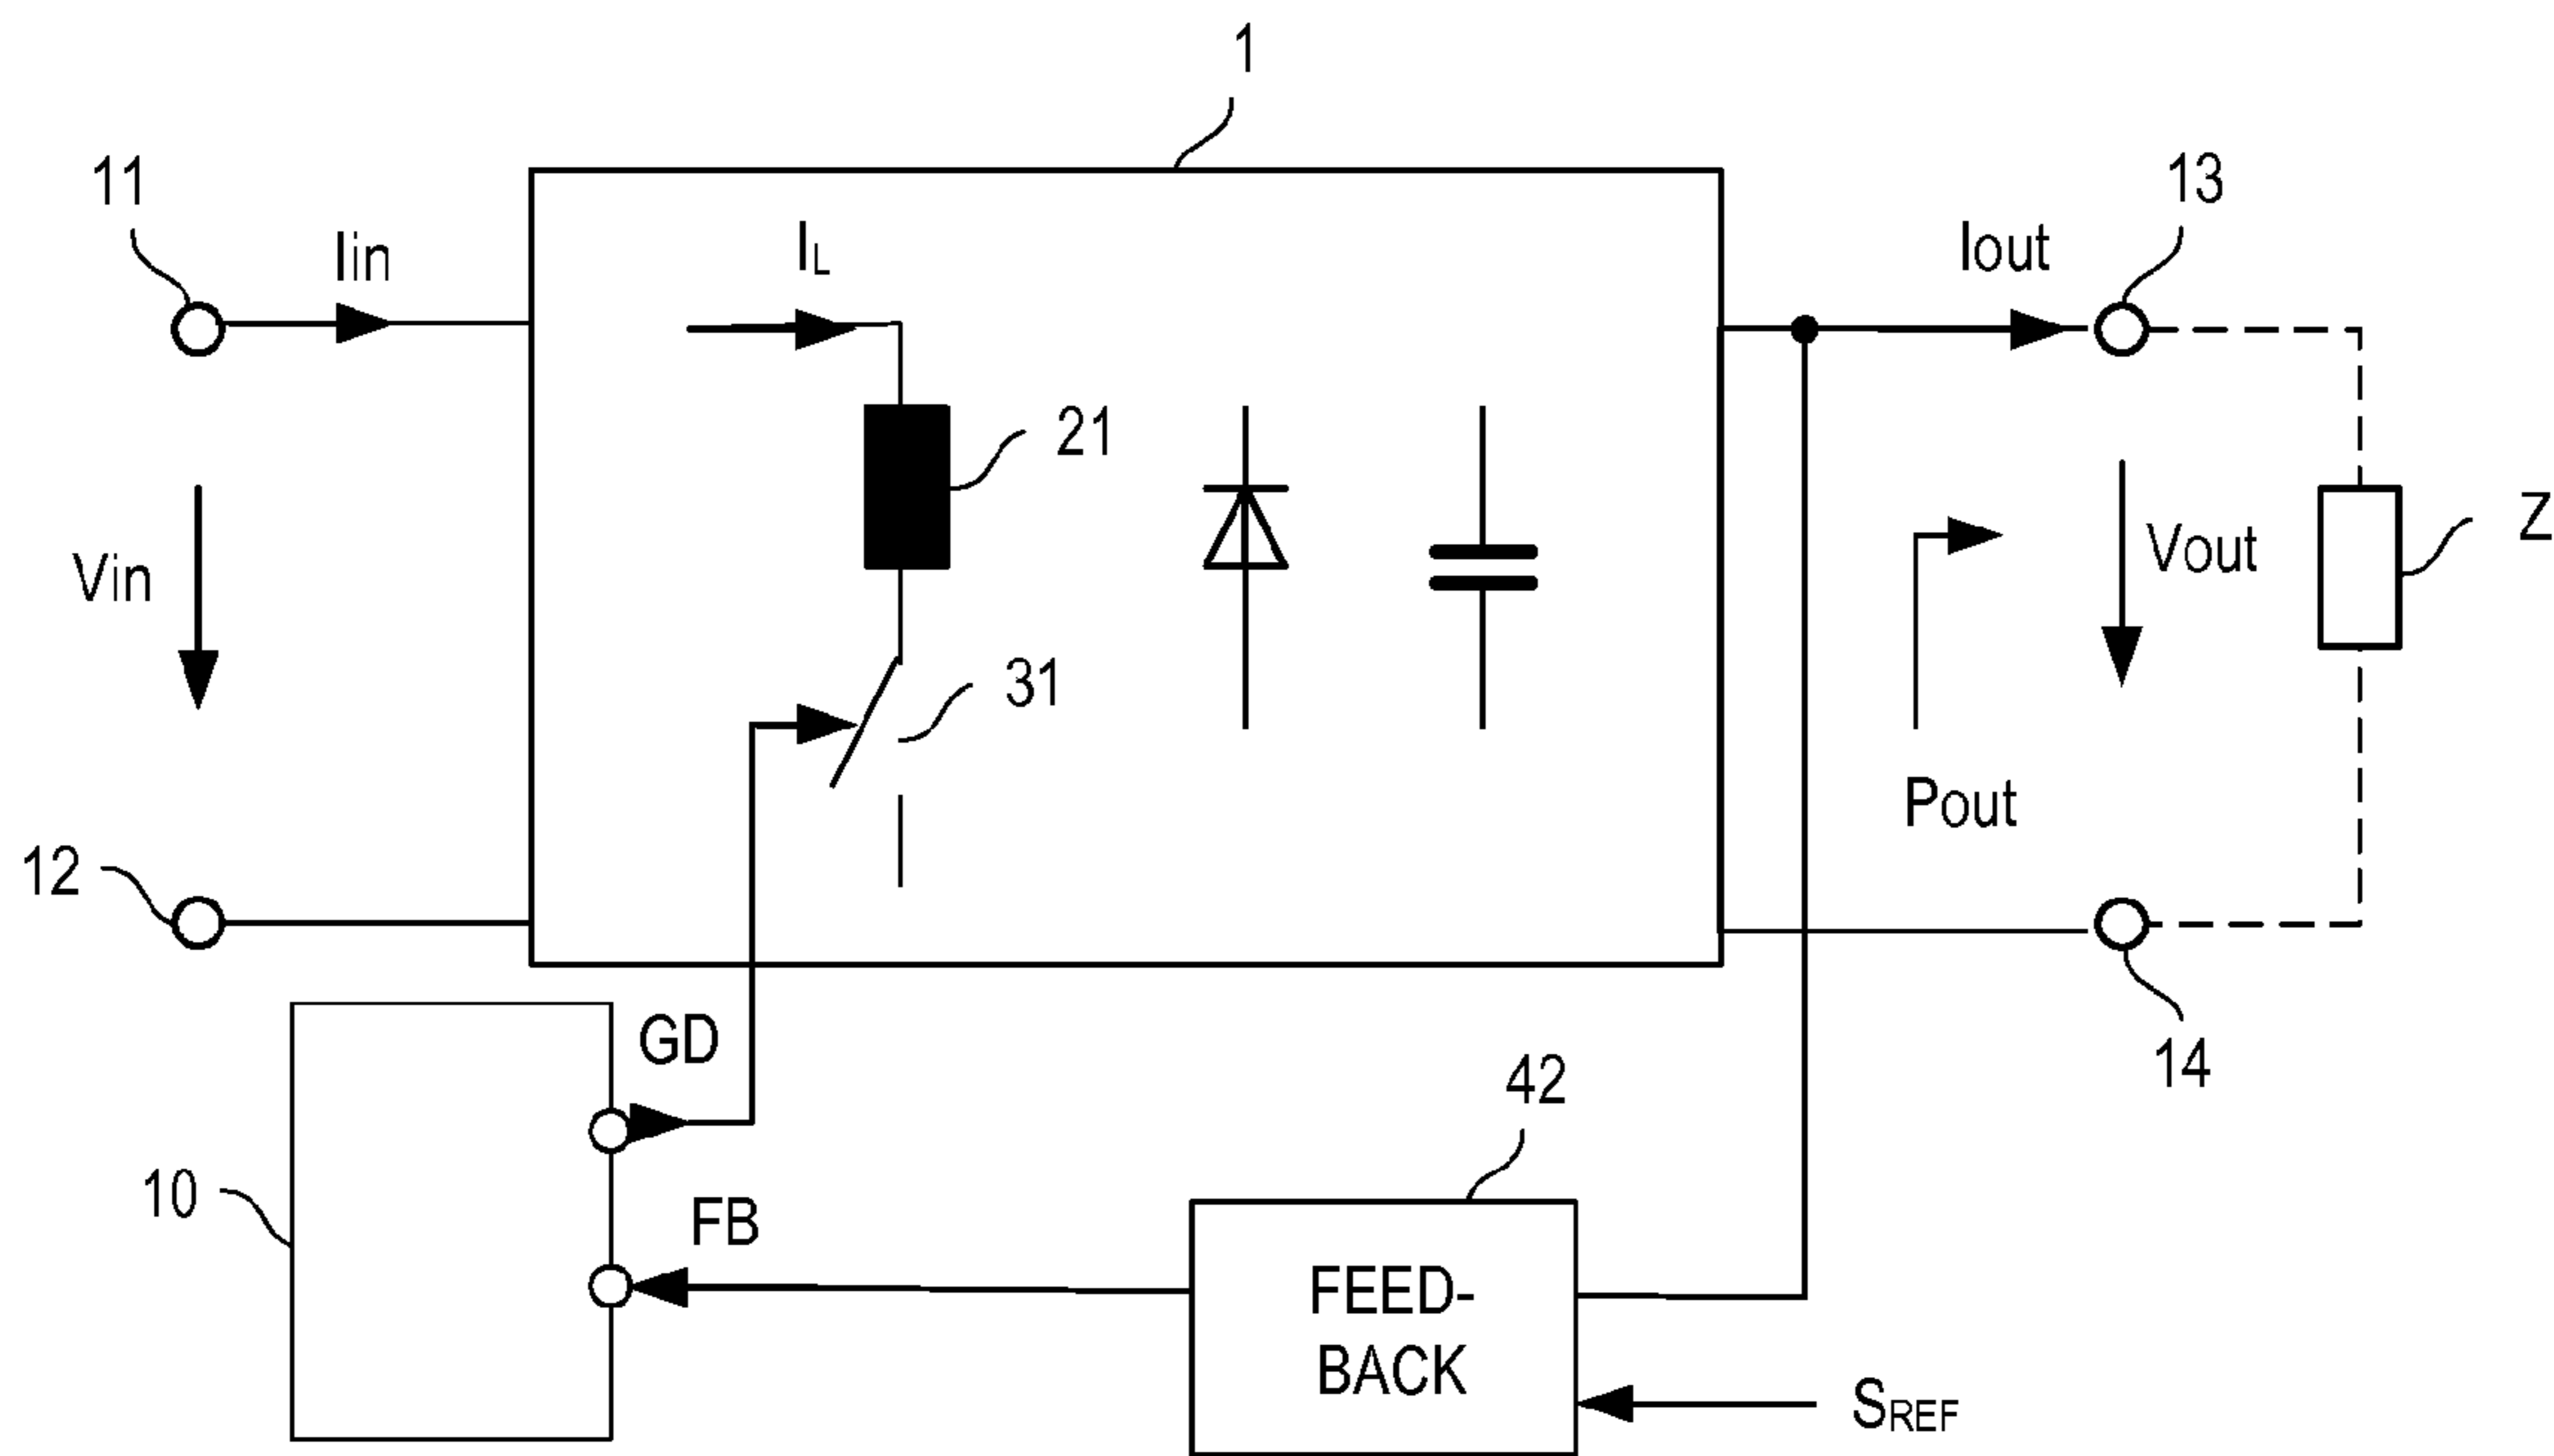 1
11
Iin
IL
Iout
13
21
Vin
Vout
Z
31
Pout
12
GD
14
42
10
FB
FEED-
BACK
SREF